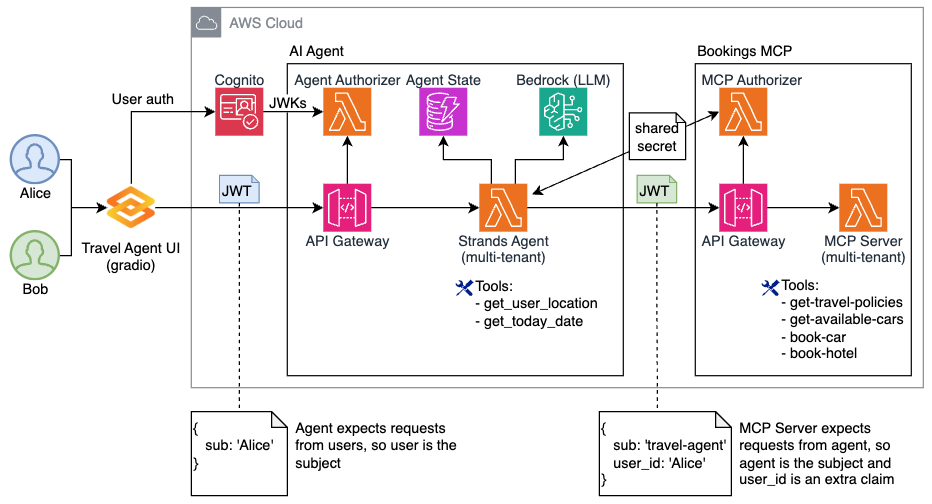 AWS Cloud
AI Agent
Bookings MCP
Cognito
Agent Authorizer
Agent State
Bedrock (LLM)
MCP Authorizer
User auth
JWKs
shared
secret
Alice
JWT
JWT
Travel Agent UI
(gradio)
API Gateway
Strands Agent
(multi-tenant)
API Gateway
MCP Server
(multi-tenant)
Bob
Tools:
- get_user_location
- get_today_date
Tools:
- get-travel-policies
- get-available-cars
- book-car
- book-hotel
{
sub: 'Alice'
}
Agent expects requests
from users, so user is the
subject
{
sub: 'travel-agent'
user_id: 'Alice'
}
MCP Server expects
requests from agent, so
agent is the subject and
user_id is an extra claim